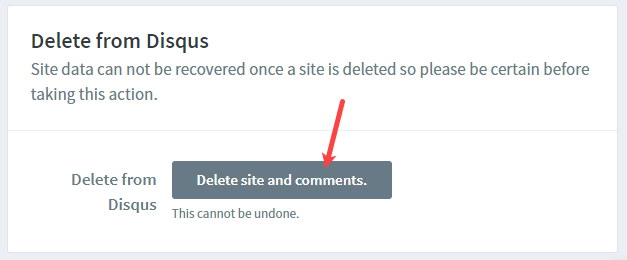 Delete from Disqus
Site data can not be recovered once a site is deleted so please be certain before
taking this action.
Delete from
Disqus
Delete site and comments.
This cannot be undone.